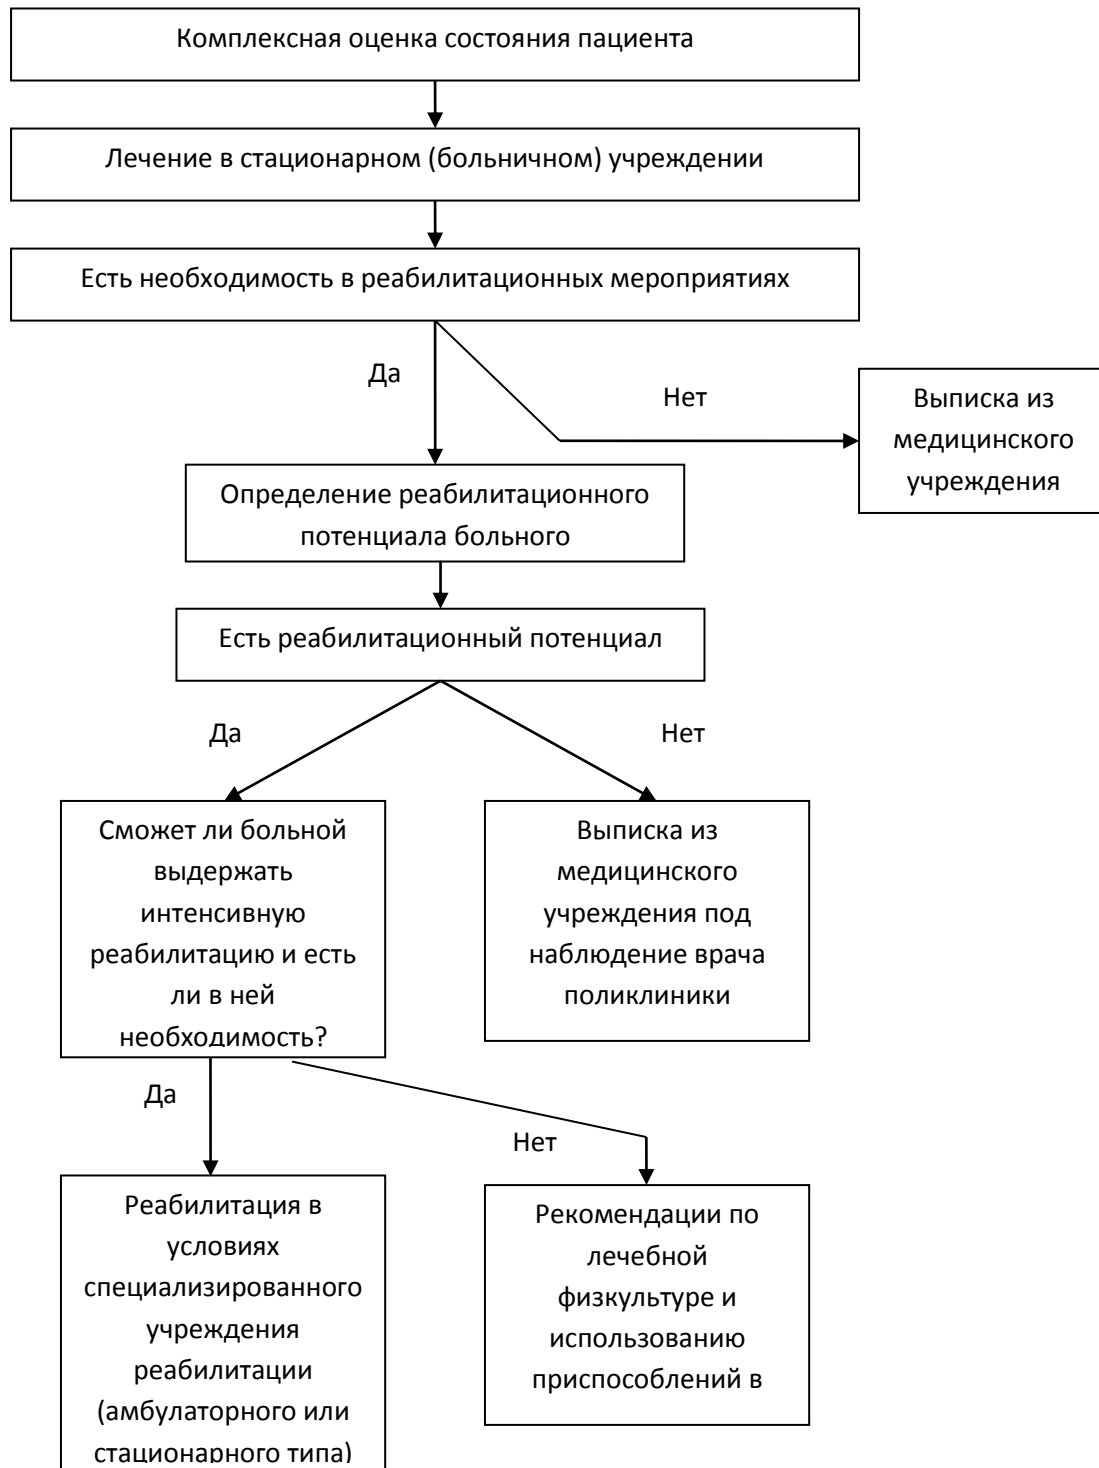 Комплексная оценка состояния пациента
Лечение в стационарном (больничном) учреждении
Есть необходимость в реабилитационных мероприятиях
Да
Нет
Выписка из
медицинского
учреждения
Определение реабилитационного
потенциала больного
Есть реабилитационный потенциал
Да
Нет
Сможет ли больной
выдержать
интенсивную
реабилитацию и есть
ли в ней
необходимость?
Выписка из
медицинского
учреждения под
наблюдение врача
поликлиники
Да
Нет
Реабилитация в
условиях
специализированного
учреждения
реабилитации
(амбулаторного или
стационарного типа)
Рекомендации по
лечебной
физкультуре и
использованию
приспособлений в